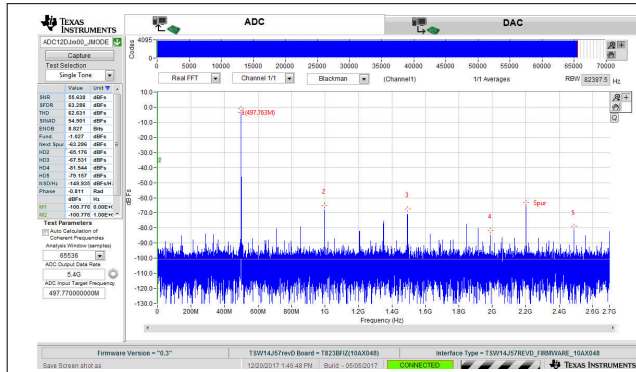 TEXAS INSTRUMENTS
ADC
DAC
ADC12DJxx00_JMODE
Capture
Test Selection
Single Tone
Codes
4095
0
0 5000 10000 15000 20000 25000 30000 35000 40000 45000 50000 55000 60000 65000 70000
Real FFT Channel 1/1 Blackman (Channel1) 1/1 Averages RBW 82397.5 Hz
Value Unit
SNR 55.628 dBFs
SFDR 63.286 dBFs
THD 62.631 dBFs
SINAD 54.901 dBFs
ENOB 8.827 Bits
Fund. -1.027 dBFs
Next Spur -63.286 dBFs
HD2 -65.176 dBFs
HD3 -67.531 dBFs
HD4 -81.544 dBFs
HD5 -79.157 dBFs
NSD/Hz -149.935 dBFs/H
Phase -0.811 Rad
dBFs Hz
M1 -100.776 0.00E+
M2 -100.776 1.00E+
Test Parameters
Auto Calculation of Coherent Frequencies
Analysis Window (samples)
65536
ADC Output Data Rate
5.4G
ADC Input Target Frequency
497.770000000M
dBFs
10.0
0.0
-10.0
-20.0
-30.0
-40.0
-50.0
-60.0
-70.0
-80.0
-90.0
-100.0
-110.0
-120.0
-130.0
(497.763M)
2
3
4
Spur
5
0 200M 400M 600M 800M 1G 1.2G 1.4G 1.6G 1.8G 2G 2.2G 2.4G 2.6G 2.7G
Frequency (Hz)
Firmware Version = "0.3" TSW14J57revD Board = T823BFIZ(10AX048) Interface Type = TSW14J57REVD_FIRMWARE_10AX048
Save Screen shot as 12/20/2017 1:46:48 PM Build - 05/05/2017 CONNECTED TEXAS INSTRUMENTS